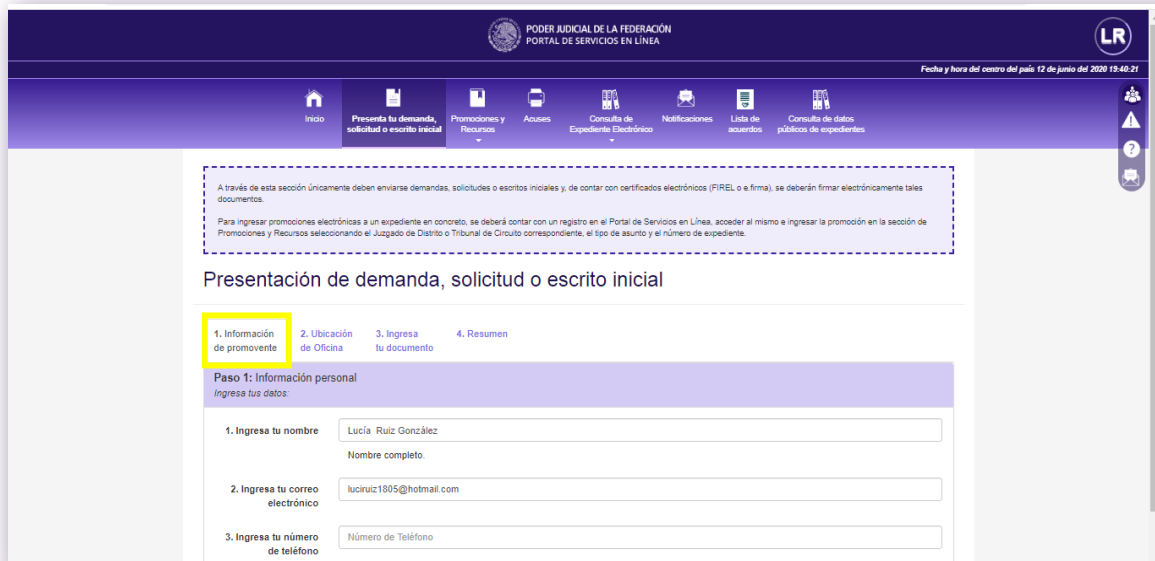 PODER JUDICIAL DE LA FEDERACIÓN
PORTAL DE SERVICIOS EN LÍNEA
LR
Fecha y hora del centro del país 12 de junio del 2020 19:40:21
Inicio
Presenta tu demanda,
solicitud o escrito inicial
Promociones y
Recursos
Acuses
Consulta de
Expediente Electrónico
Notificaciones
Lista de
acuerdos
Consulta de datos
públicos de expedientes
A través de esta sección únicamente deben enviarse demandas, solicitudes o escritos iniciales y, de contar con certificados electrónicos (FIREL o e.firma), se deberán firmar electrónicamente tales
documentos.
Para ingresar promociones electrónicas a un expediente en concreto, se deberá contar con un registro en el Portal de Servicios en Línea, acceder al mismo e ingresar la promoción en la sección de
Promociones y Recursos seleccionando el Juzgado de Distrito o Tribunal de Circuito correspondiente, el tipo de asunto y el número de expediente.
Presentación de demanda, solicitud o escrito inicial
1. Información
de promovente
2. Ubicación
de Oficina
3. Ingresa
tu documento
4. Resumen
Paso 1: Información personal
Ingresa tus datos:
1. Ingresa tu nombre
Lucía Ruiz González
Nombre completo.
2. Ingresa tu correo
electrónico
luciruiz1805@hotmail.com
3. Ingresa tu número
de teléfono
Número de Teléfono